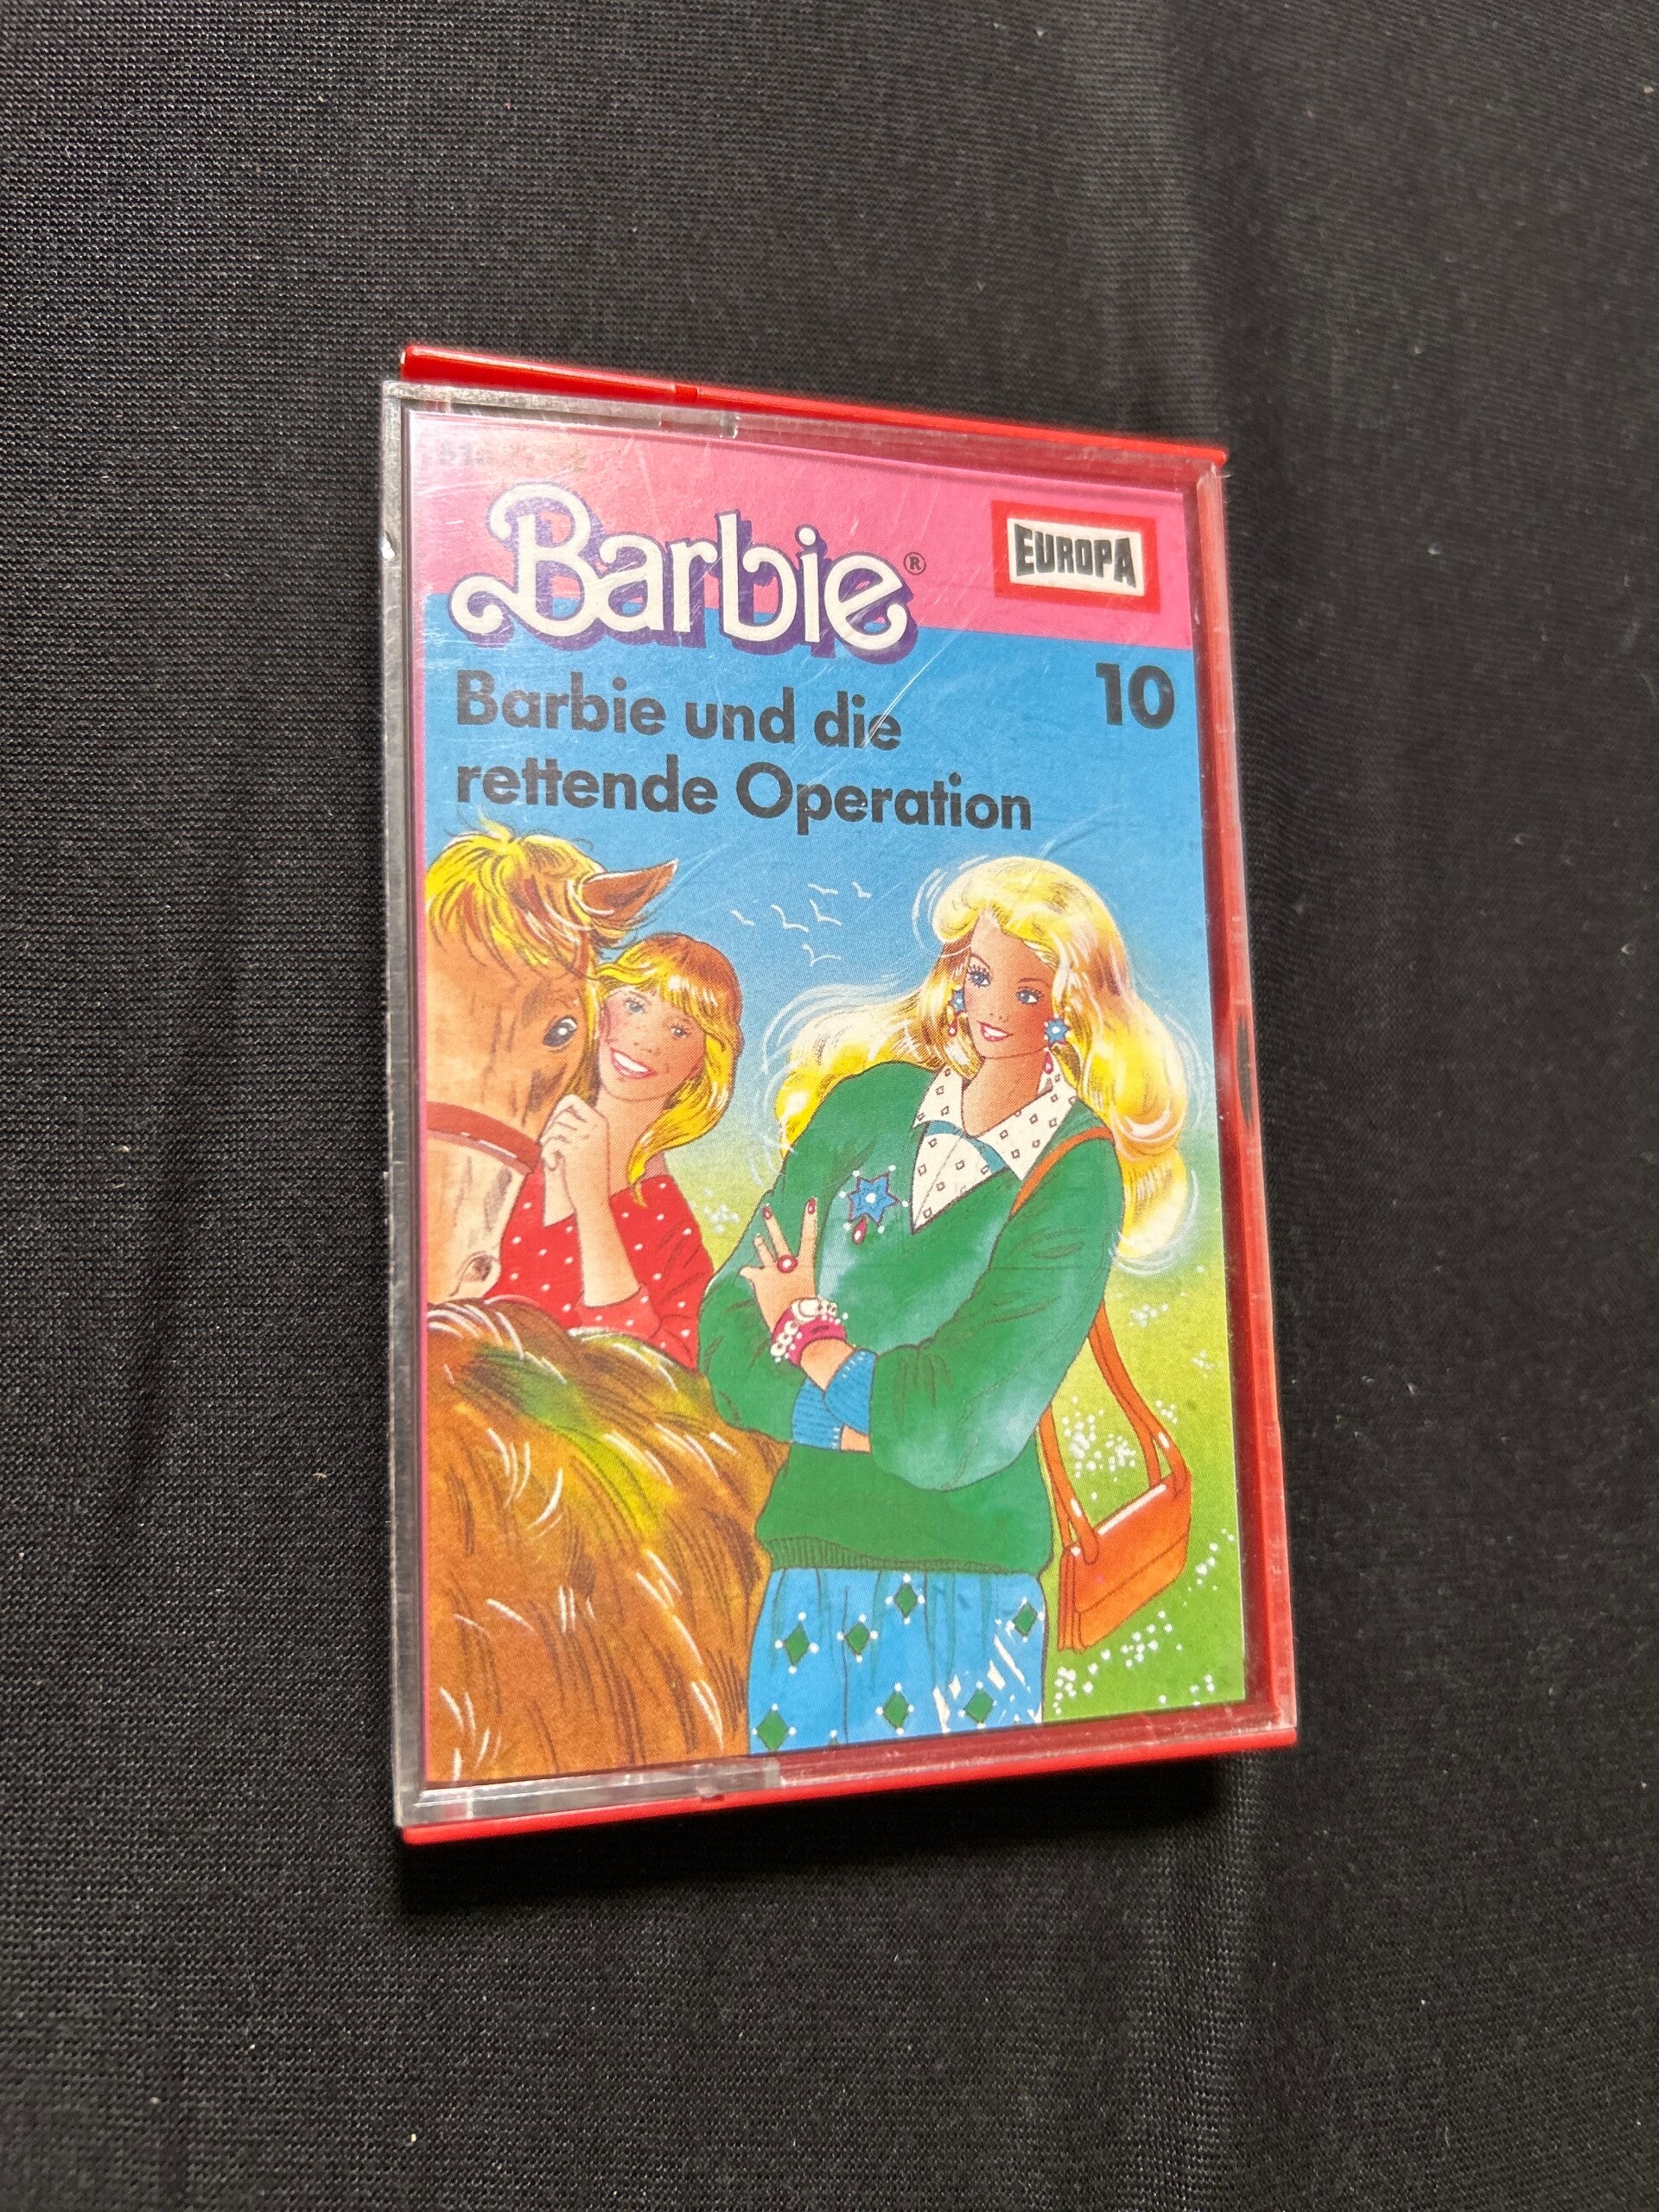 Barbie®
EUROPA
10
Barbie und die
rettende Operation